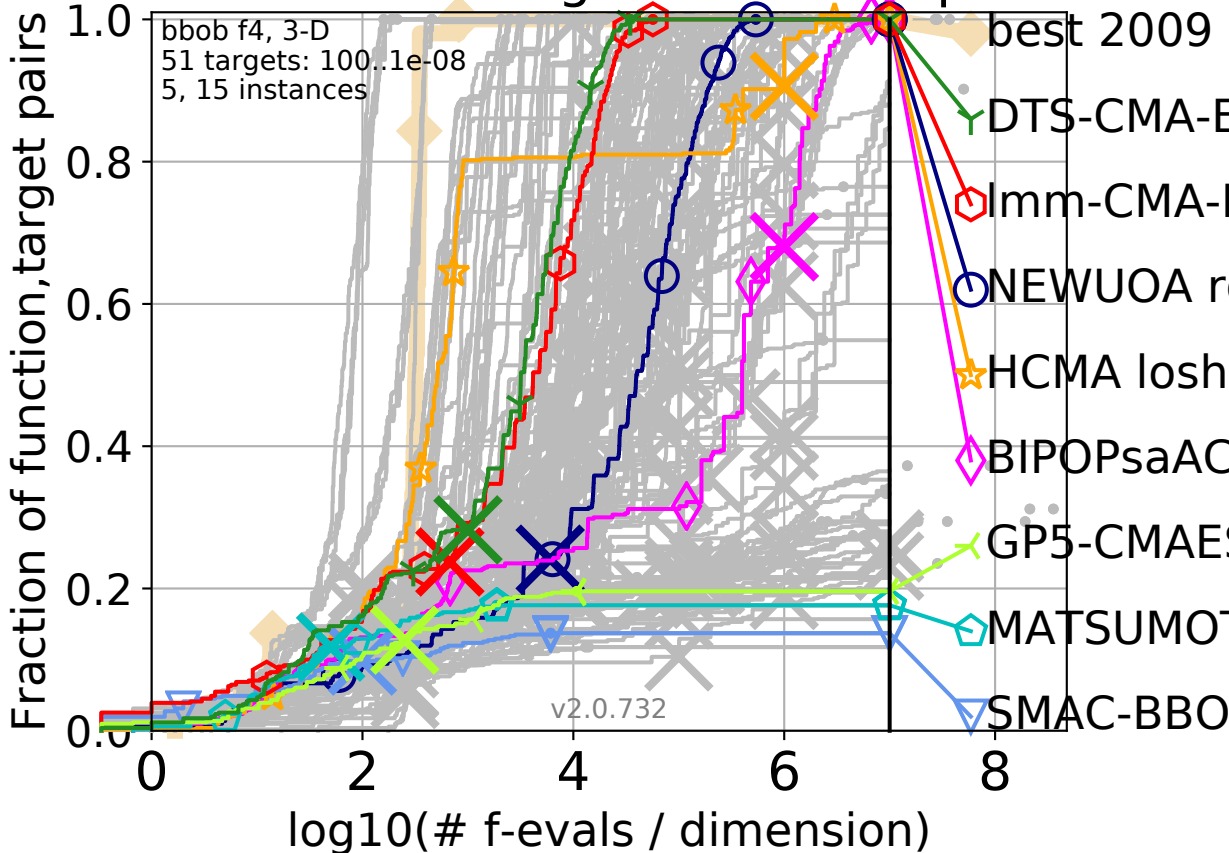 bbob f4, 3-D
51 targets: 100..1e-08
5, 15 instances
Fraction of function,target pairs
1.0
0.8
0.6
0.4
0.2
0.0
0
2
4
6
8
log10(# f-evals / dimension)
v2.0.732
best 2009
DTS-CMA-E
lmm-CMA-
NEWUOA r
HCMA losh
BIPOPsaAC
GP5-CMAES
MATSUMOT
SMAC-BBO